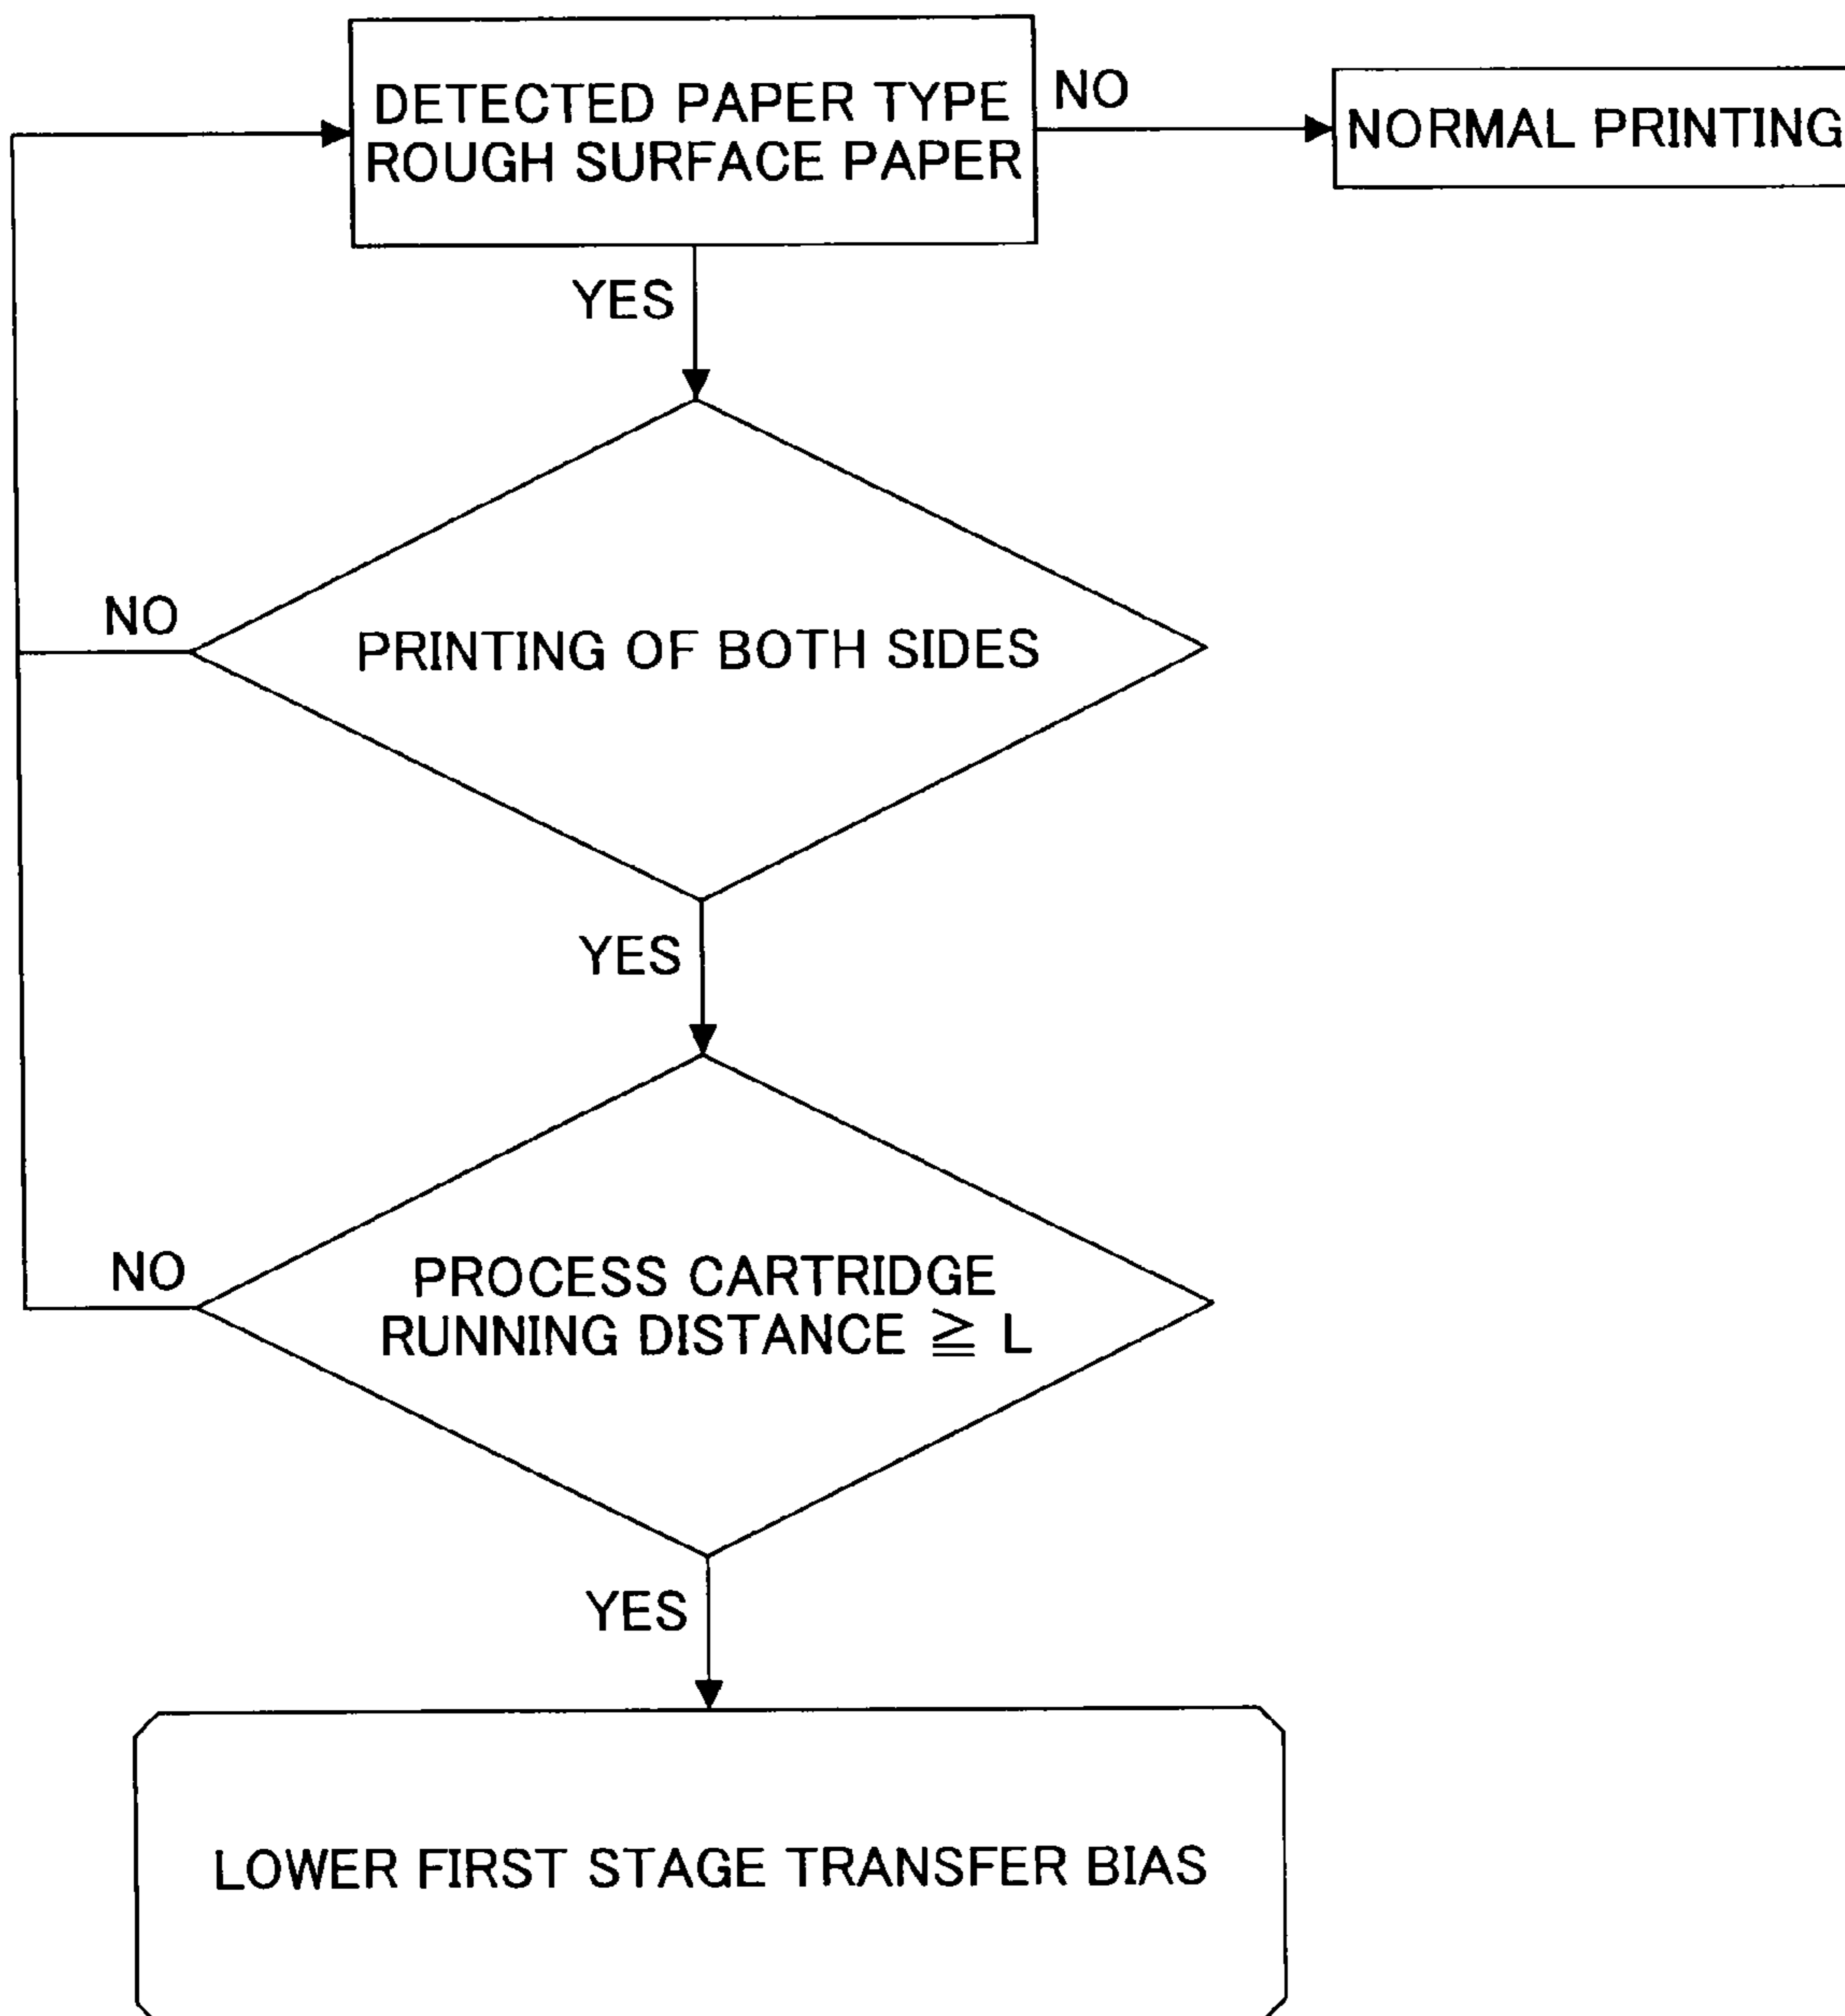 DETECTED PAPER TYPE
ROUGH SURFACE PAPER
NO
NORMAL PRINTING
YES
NO
PRINTING OF BOTH SIDES
YES
NO
PROCESS CARTRIDGE
RUNNING DISTANCE ≧ L
YES
LOWER FIRST STAGE TRANSFER BIAS